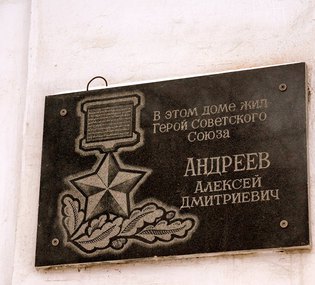 В этом доме жил
Герой Советского
Союза
АНДРЕЕВ
Алексей
Дмитриевич